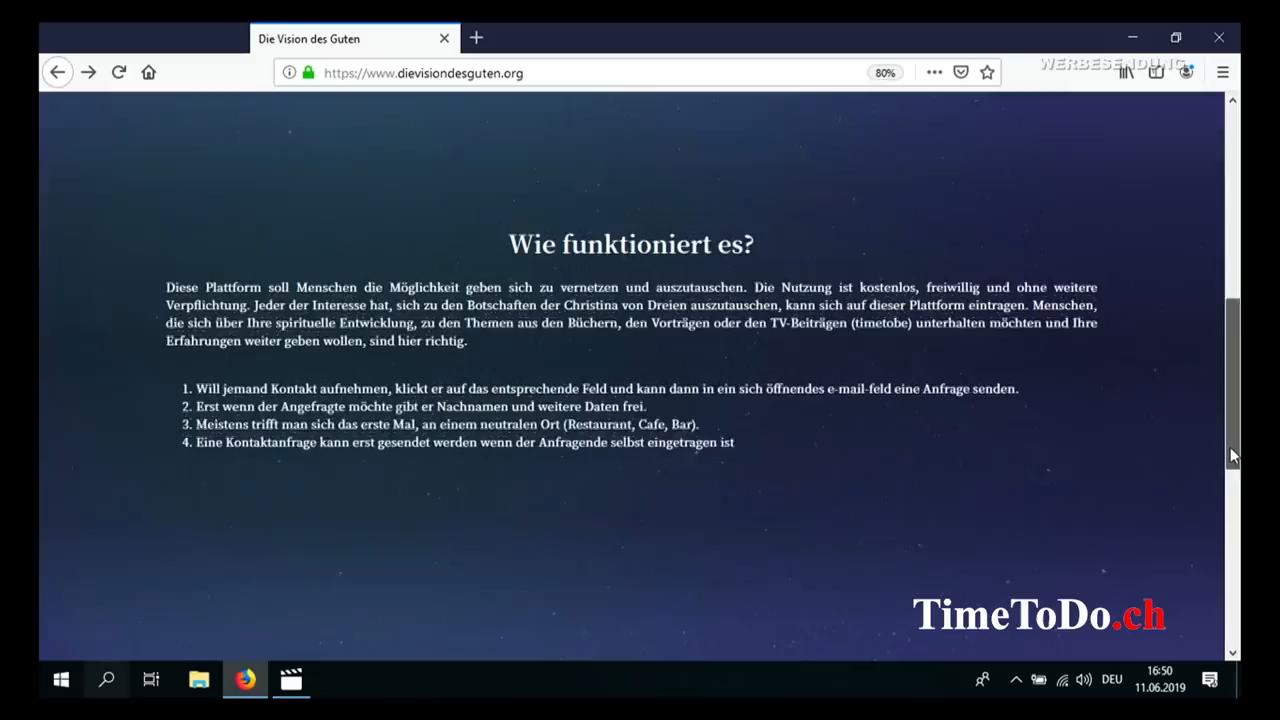 Die Vision des Guten
https://www.dievisiondesguten.org
80%
WERBESENDUNG
Wie funktioniert es?
Diese Plattform soll Menschen die Möglichkeit geben sich zu vernetzen und auszutauschen. Die Nutzung ist kostenlos, freiwillig und ohne weitere
Verpflichtung. Jeder der Interesse hat, sich zu den Botschaften der Christina von Dreien auszutauschen, kann sich auf dieser Plattform eintragen. Menschen,
die sich über Ihre spirituelle Entwicklung, zu den Themen aus den Büchern, den Vorträgen oder den TV-Beiträgen (timetobe) unterhalten möchten und Ihre
Erfahrungen weiter geben wollen, sind hier richtig.
1. Will jemand Kontakt aufnehmen, klickt er auf das entsprechende Feld und kann dann in ein sich öffnendes e-mail-feld eine Anfrage senden.
2. Erst wenn der Angefragte möchte gibt er Nachnamen und weitere Daten frei.
3. Meistens trifft man sich das erste Mal, an einem neutralen Ort (Restaurant, Cafe, Bar).
4. Eine Kontaktanfrage kann erst gesendet werden wenn der Anfragende selbst eingetragen ist
TimeToDo.ch
DEU
16:50
11.06.2019